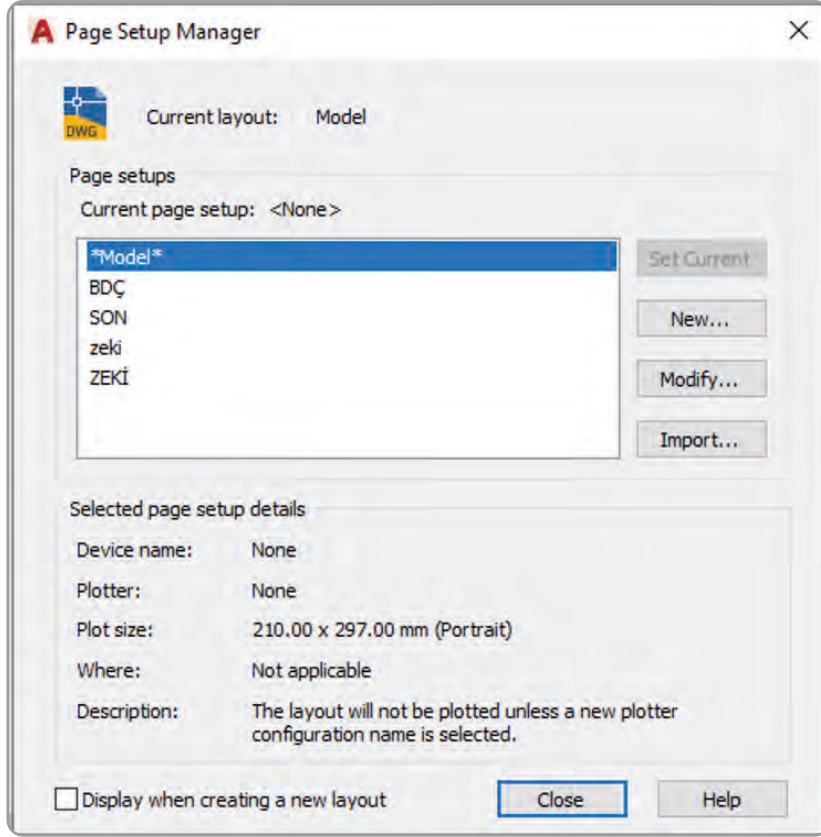 Page Setup Manager
DWG
Current layout: Model
Page setups
Current page setup: <None>
*Model*
BDÇ
SON
zeki
ZEKİ
Set Current
New...
Modify...
Import...
Selected page setup details
Device name: None
Plotter: None
Plot size: 210.00 x 297.00 mm (Portrait)
Where: Not applicable
Description: The layout will not be plotted unless a new plotter
configuration name is selected.
Display when creating a new layout
Close
Help